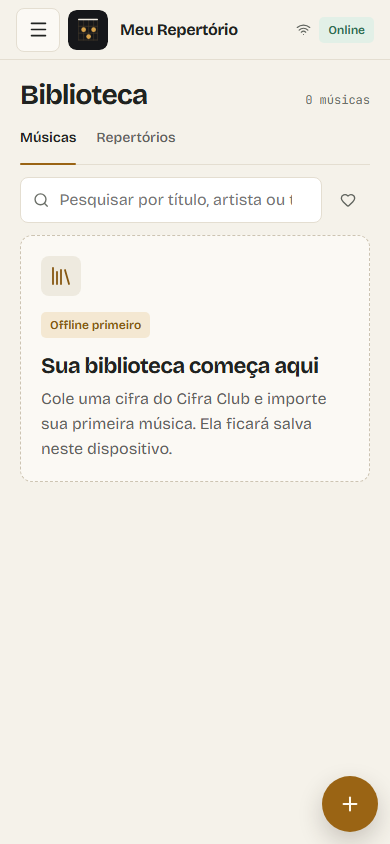 Meu Repertório
Online
Biblioteca
0 músicas
Músicas
Repertórios
Pesquisar por título, artista ou
Offline primeiro
Sua biblioteca começa aqui
Cole uma cifra do Cifra Club e importe
sua primeira música. Ela ficará salva
neste dispositivo.